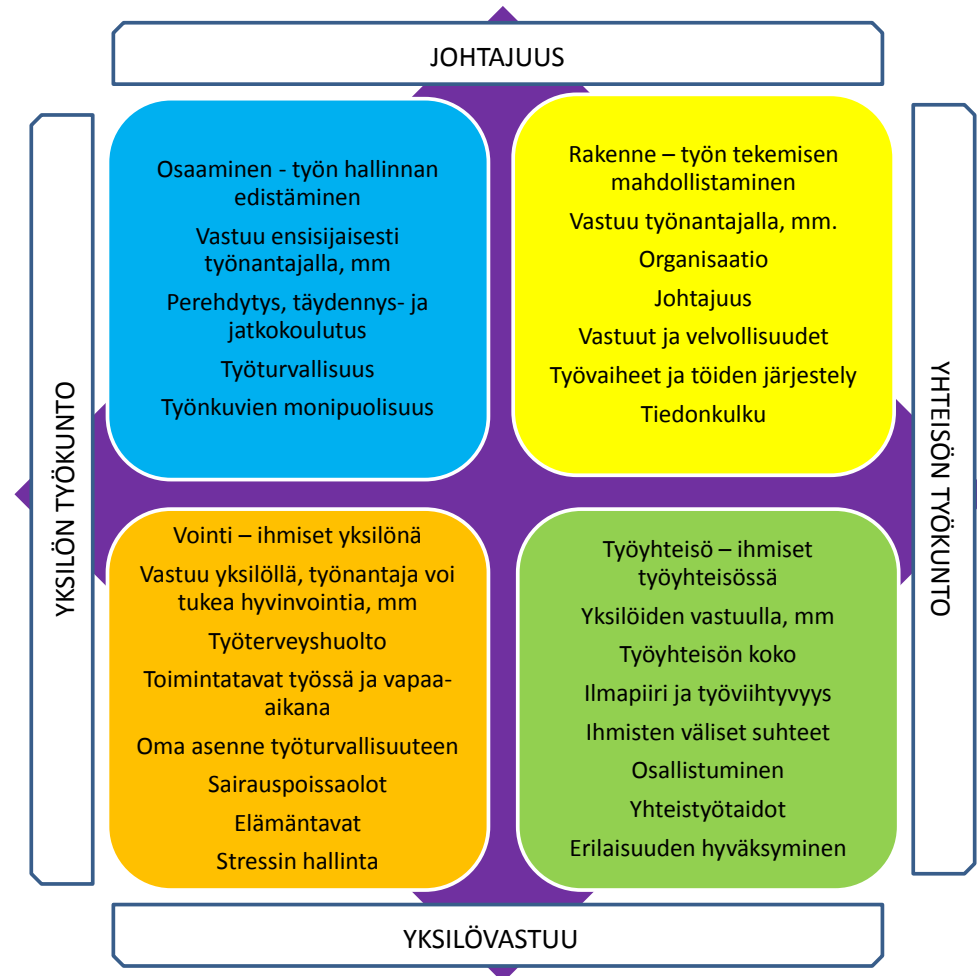 JOHTAJUUS
YKSILÖN TYÖKUNTO
Osaaminen - työn hallinnan
edistäminen
Vastuu ensisijaisesti
työnantajalla, mm
Perehdytys, täydennys- ja
jatkokoulutus
Työturvallisuus
Työnkuvien monipuolisuus
Rakenne – työn tekemisen
mahdollistaminen
Vastuu työnantajalla, mm.
Organisaatio
Johtajuus
Vastuut ja velvollisuudet
Työvaiheet ja töiden järjestely
Tiedonkulku
YHTEISÖN TYÖKUNTO
Vointi – ihmiset yksilönä
Vastuu yksilöllä, työnantaja voi
tukea hyvinvointia, mm
Työterveyshuolto
Toimintatavat työssä ja vapaa-
aikana
Oma asenne työturvallisuuteen
Sairauspoissaolot
Elämäntavat
Stressin hallinta
Työyhteisö – ihmiset
työyhteisössä
Yksilöiden vastuulla, mm
Työyhteisön koko
Ilmapiiri ja työviihtyvyys
Ihmisten väliset suhteet
Osallistuminen
Yhteistyötaidot
Erilaisuuden hyväksyminen
YKSILÖVASTUU